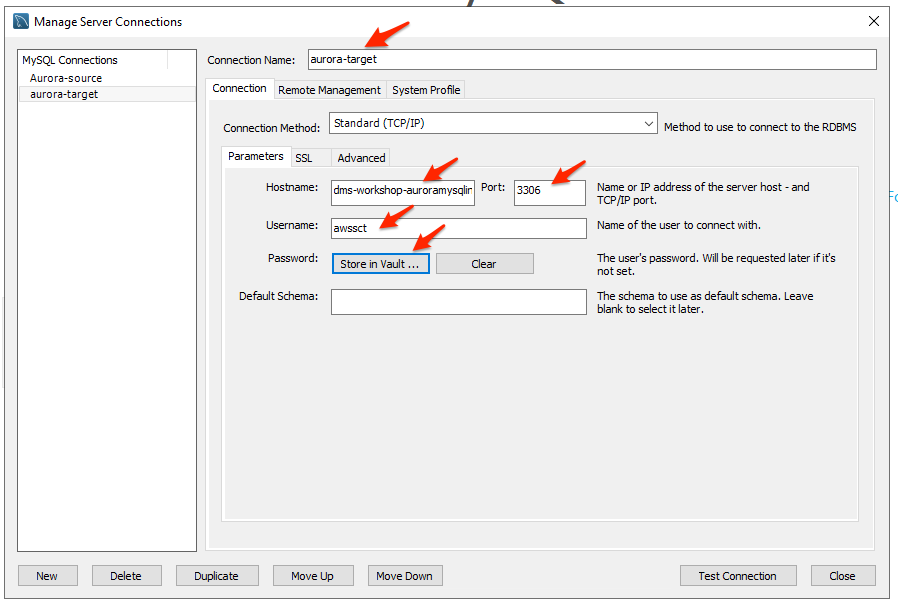 Manage Server Connections
MySQL Connections
Aurora-source
aurora-target
Connection Name: aurora-target
Connection Remote Management System Profile
Connection Method: Standard (TCP/IP) Method to use to connect to the RDBMS
Parameters SSL Advanced
Hostname: dms-workshop-auroramysqlin Port: 3306 Name or IP address of the server host - and
TCP/IP port.
Username: awssct Name of the user to connect with.
Password: Store in Vault ... Clear The user's password. Will be requested later if it's
not set.
Default Schema: The schema to use as default schema. Leave
blank to select it later.
New Delete Duplicate Move Up Move Down Test Connection Close